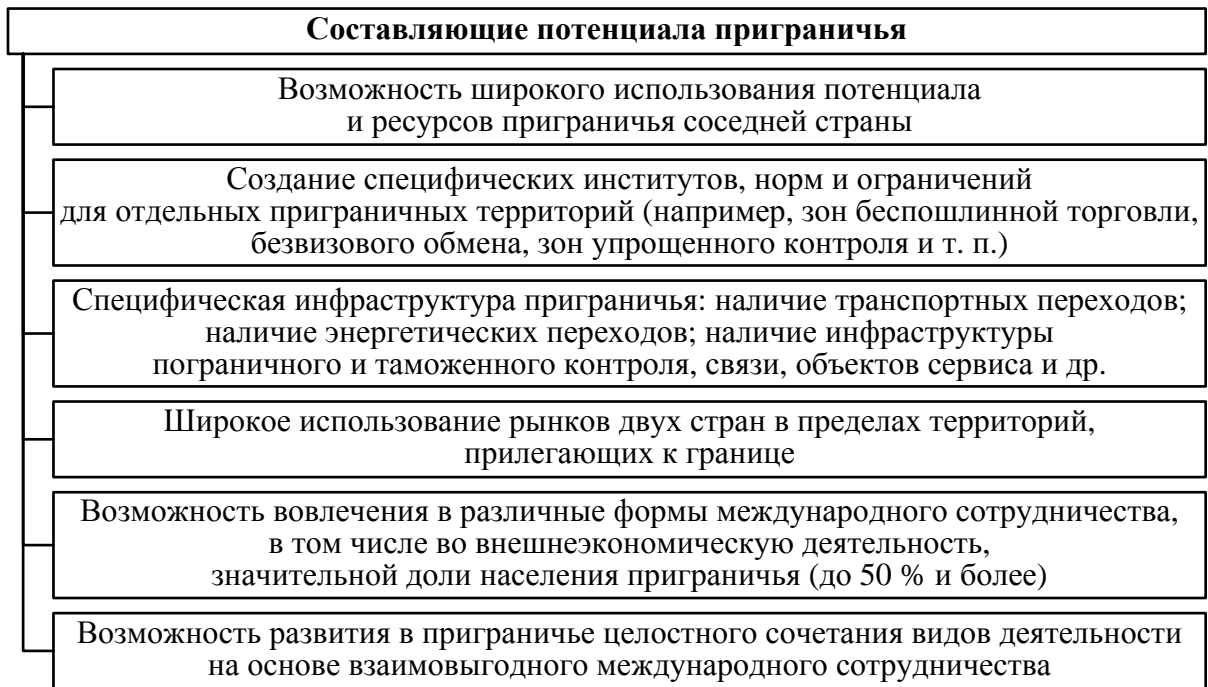 Составляющие потенциала приграничья
Возможность широкого использования потенциала
и ресурсов приграничья соседней страны
Создание специфических институтов, норм и ограничений
для отдельных приграничных территорий (например, зон беспошлинной торговли,
безвизового обмена, зон упрощенного контроля и т. п.)
Специфическая инфраструктура приграничья: наличие транспортных переходов;
наличие энергетических переходов; наличие инфраструктуры
пограничного и таможенного контроля, связи, объектов сервиса и др.
Широкое использование рынков двух стран в пределах территорий,
прилегающих к границе
Возможность вовлечения в различные формы международного сотрудничества,
в том числе во внешнеэкономическую деятельность,
значительной доли населения приграничья (до 50 % и более)
Возможность развития в приграничье целостного сочетания видов деятельности
на основе взаимовыгодного международного сотрудничества